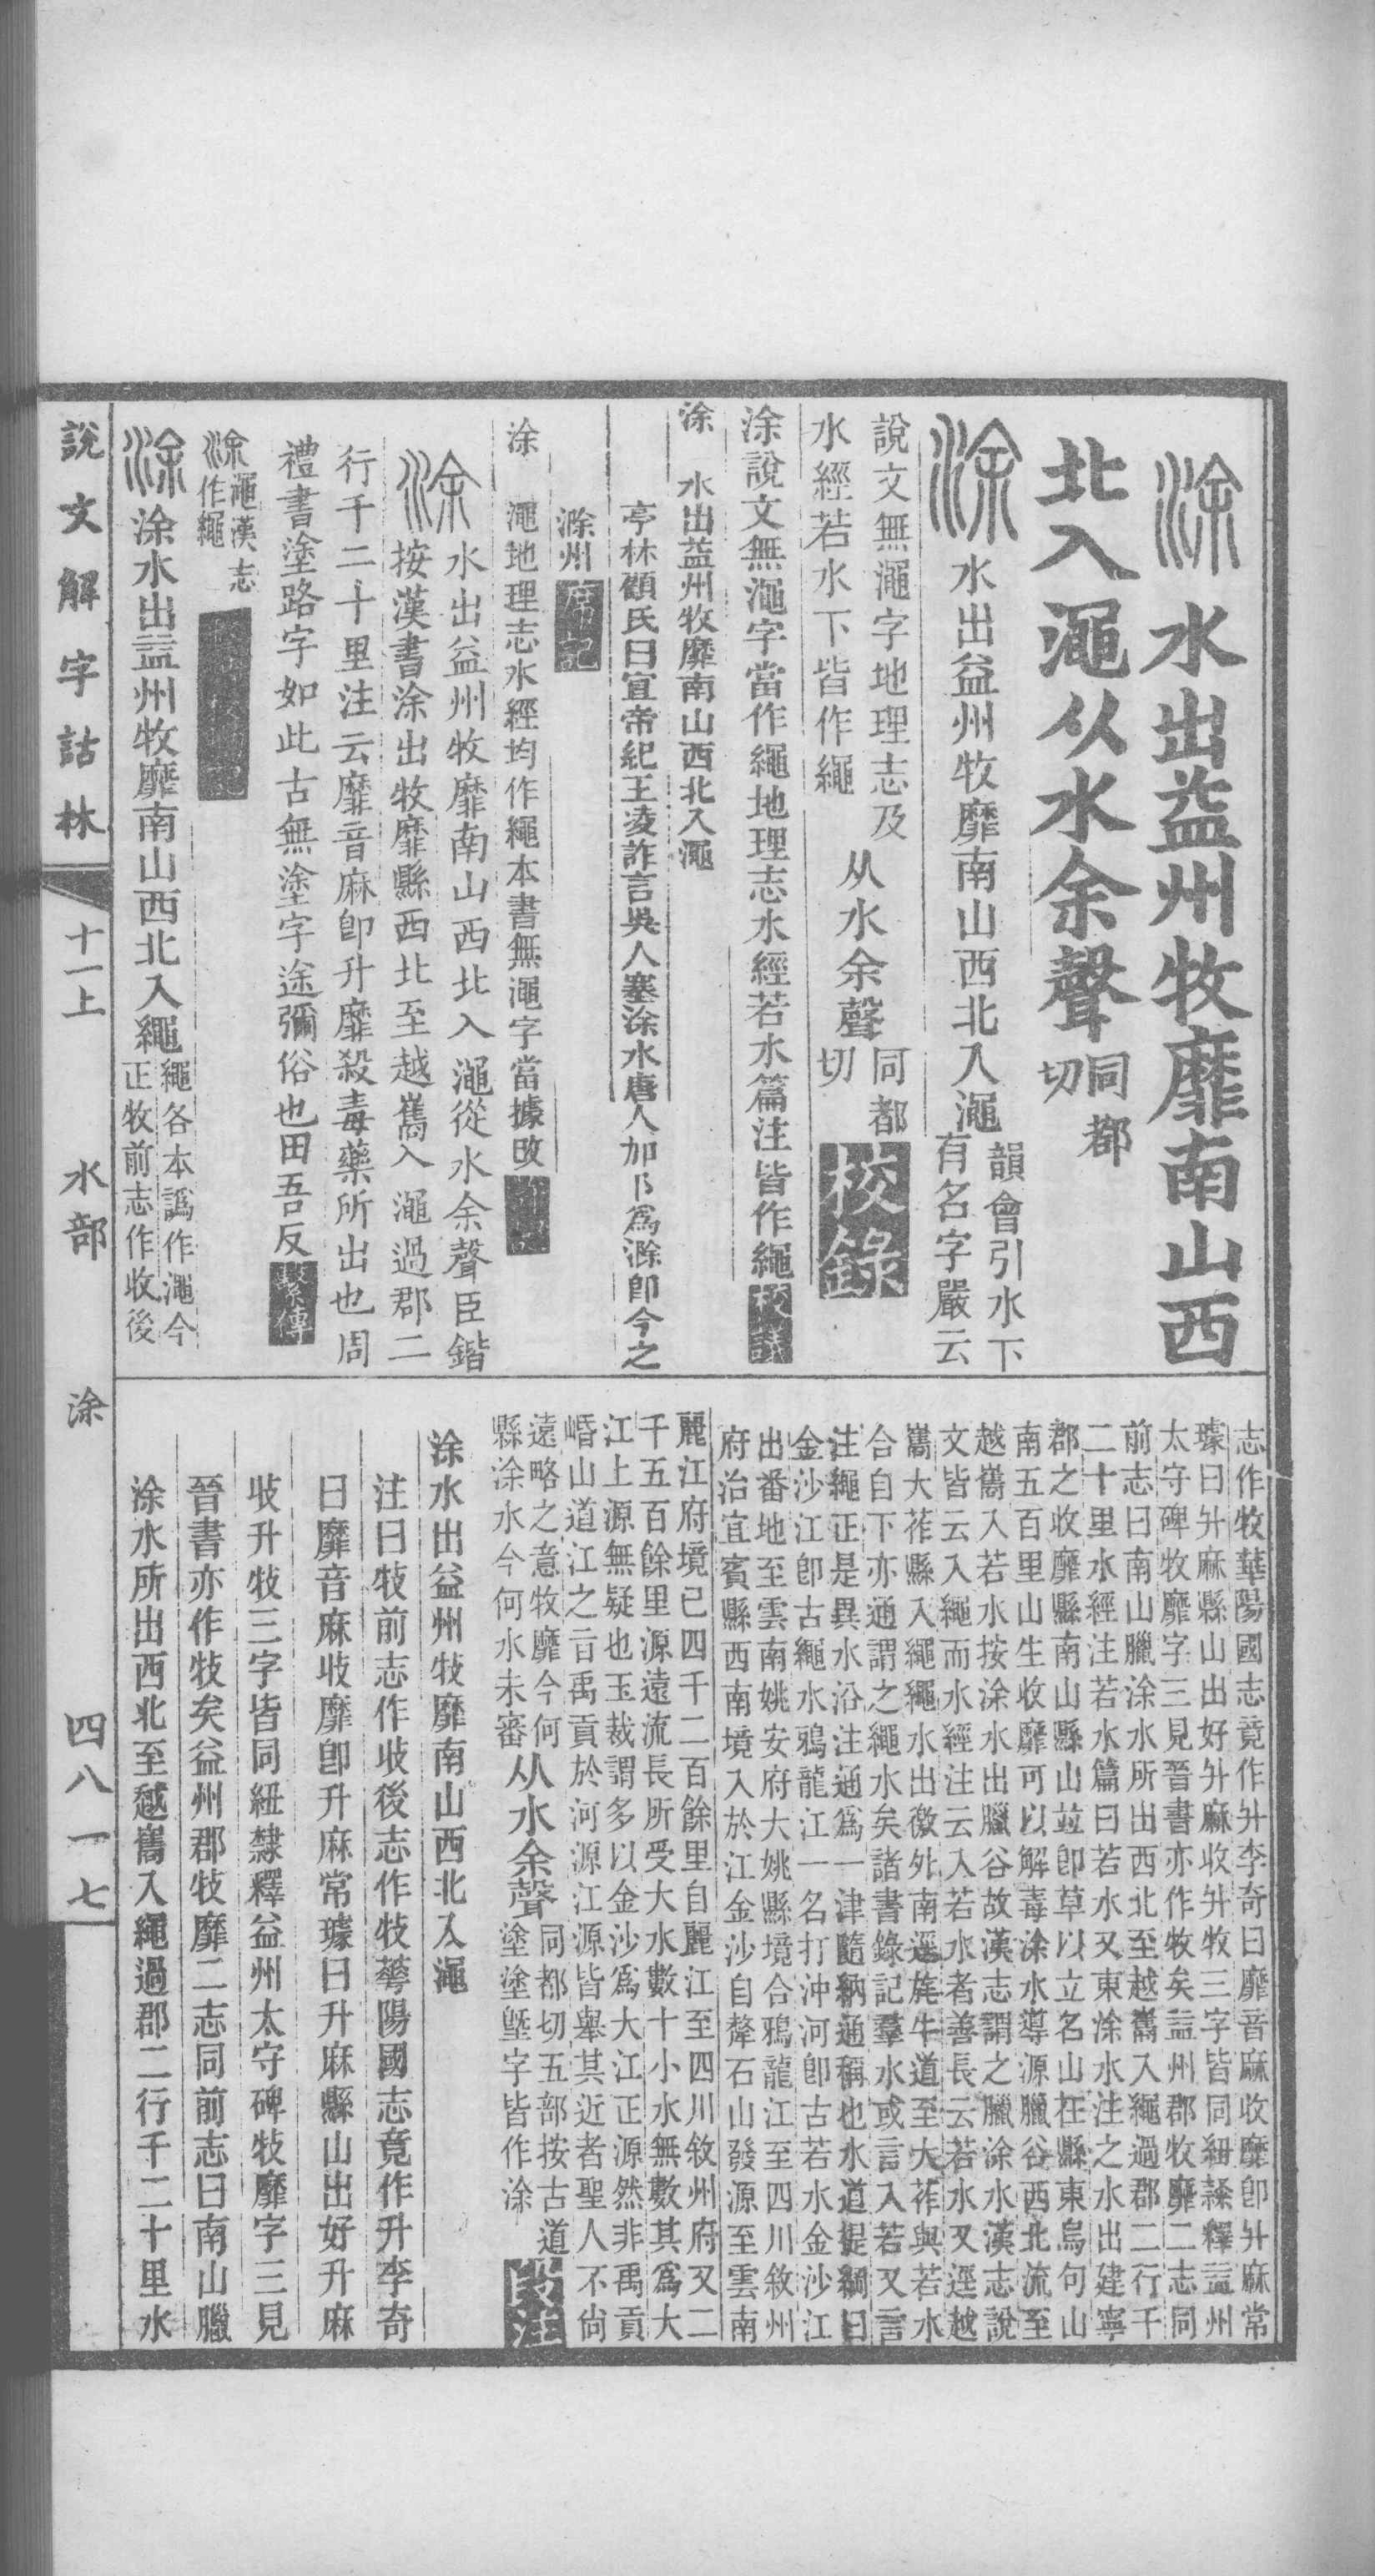 涂 水出益州牧靡南山西
北入澠从水余聲同都切
涂 水出益州牧靡南山西北入澠韻會引水下有名字嚴云
說文無澠字地理志及水經若水下皆作繩 从水余聲同都切 校錄
涂說文無澠字當作繩地理志水經若水篇注皆作繩 校議
涂 水出益州牧靡南山西北入澠
亭林顧氏曰宣帝紀王凌詐言吳人塞涂水唐人加阝爲滁卽今之
滁州 席記
涂 澠地理志水經均作繩本書無澠字當據改
涂 水出益州牧靡南山西北入澠從水余聲臣鍇
按漢書涂出牧靡縣西北至越嶲入澠過郡二
行千二十里注云靡音麻卽升靡殺毒藥所出也周
禮書塗路字如此古無塗字途彌俗也田吾反 繫傳
涂 澠漢志作繩
涂 涂水出益州牧靡南山西北入繩繩各本譌作澠今正牧前志作收後
志作牧華陽國志竟作升李奇曰靡音麻收靡卽升麻常
璩曰升麻縣山出好升麻收升牧三字皆同紐隸釋益州
太守碑牧靡字三見晉書亦作牧矣益州郡牧靡二志同
前志曰南山臘涂水所出西北至越嶲入繩過郡二行千
二十里水經注若水篇曰若水又東涂水注之水出建寧
郡之收靡縣南山縣山竝卽草以立名山在縣東烏句山
南五百里山生收靡可以解毒涂水導源臘谷西北流至
越嶲入若水按涂水出臘谷故漢志謂之臘涂水漢志說
文皆云入繩而水經注云入若水者善長云若水又逕越
嶲大莋縣入繩繩水出徼外南逕旄牛道至大莋與若水
合自下亦通謂之繩水矣諸書錄記羣水或言入若又言
注繩正是異水沿注通爲一津隨納通稱也水道提綱曰
金沙江卽古繩水鴉龍江一名打沖河卽古若水金沙江
出番地至雲南姚安府大姚縣境合鴉龍江至四川敘州
府治宜賓縣西南境入於江金沙自犛石山發源至雲南
麗江府境已四千二百餘里自麗江至四川敘州府又二
千五百餘里源遠流長所受大水數十小水無數其爲大
江上源無疑也玉裁謂多以金沙爲大江正源然非禹貢
㟭山道江之㫖禹貢於河源江源皆舉其近者聖人不尙
遠略之意牧靡今何縣涂水今何水未審 从水余聲同都切五部按古道塗塗塈字皆作涂 段注
涂水出益州牧靡南山西北入澠
注曰牧前志作收後志作牧華陽國志竟作升李奇
曰靡音麻收靡卽升麻常璩曰升麻縣山出好升麻
收升牧三字皆同紐隸釋益州太守碑牧靡字三見
晉書亦作牧矣益州郡牧靡二志同前志曰南山臘
涂水所出西北至越嶲入繩過郡二行千二十里水
說文解字詁林 十一上 水部 涂 四八一七